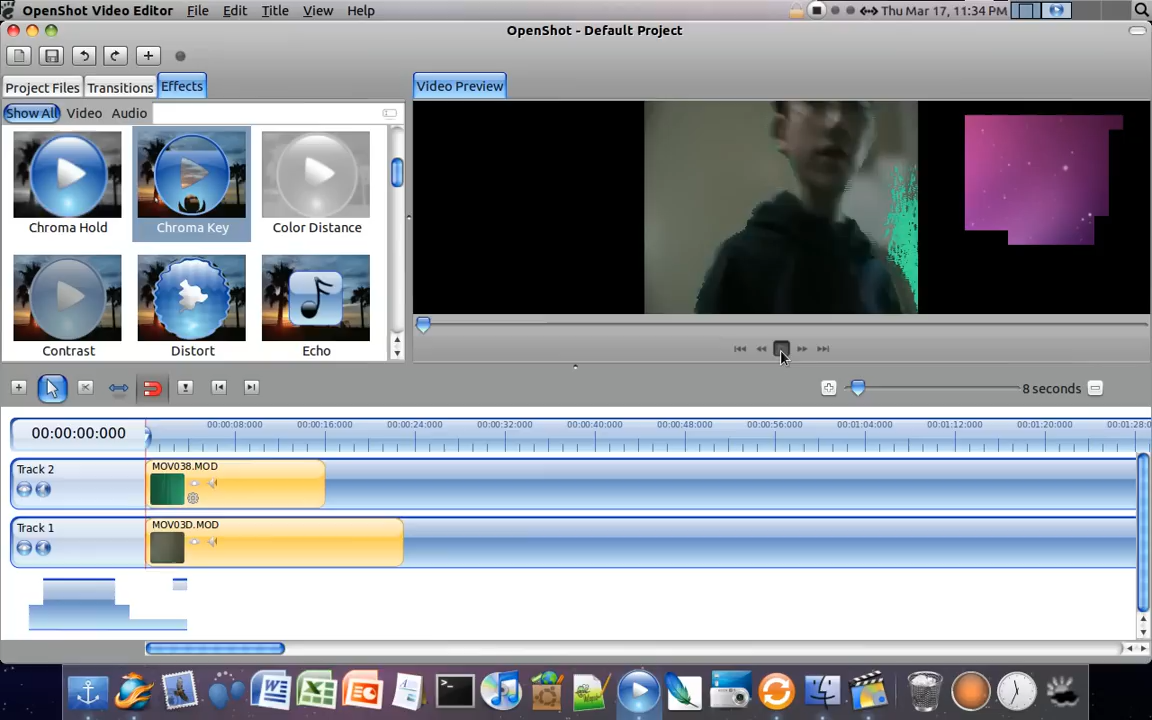 OpenShot Video Editor File Edit Title View Help Thu Mar 17, 11:34 PM
OpenShot - Default Project
Project Files Transitions Effects Video Preview
Show All Video Audio
Chroma Hold Chroma Key Color Distance
Contrast Distort Echo
8 seconds
00:00:00:000 00:00:08:000 00:00:16:000 00:00:24:000 00:00:32:000 00:00:40:000 00:00:48:000 00:00:56:000 00:01:04:000 00:01:12:000 00:01:20:000 00:01:28:0
Track 2 MOV038.MOD
Track 1 MOV03D.MOD